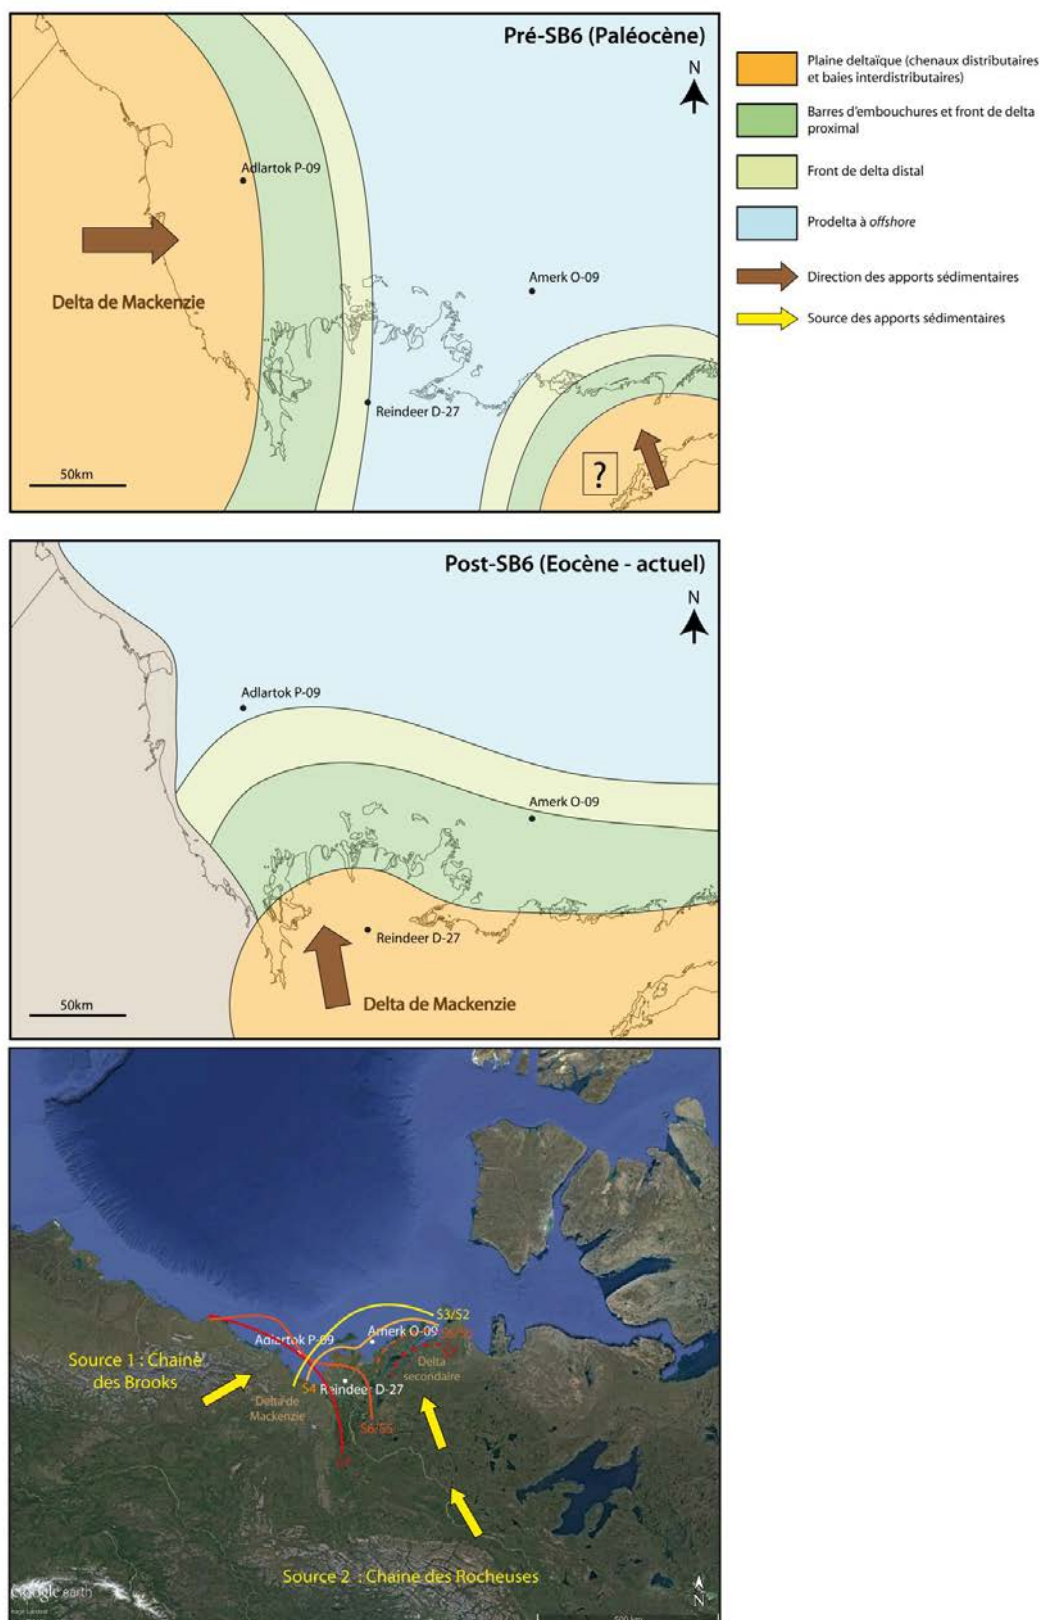 Pré-SB6 (Paléocène)
N
Adlartok P-09
Amerk O-09
Delta de Mackenzie
Reindeer D-27
50km
?
Plaine deltaïque (chenaux distributaires
et baies interdistributaires)
Barres d'embouchures et front de delta
proximal
Front de delta distal
Prodelta à offshore
Direction des apports sédimentaires
Source des apports sédimentaires
Post-SB6 (Eocène - actuel)
N
Adlartok P-09
Amerk O-09
Reindeer D-27
50km
Delta de Mackenzie
S3/S2
Adlartok P-09
Amerk O-09
Source 1 : Chaine
des Brooks
Delta
secondaire
S4
Reindeer D-27
Delta de
Mackenzie
S6/S5
Source 2 : Chaine des Rocheuses
Google earth
N